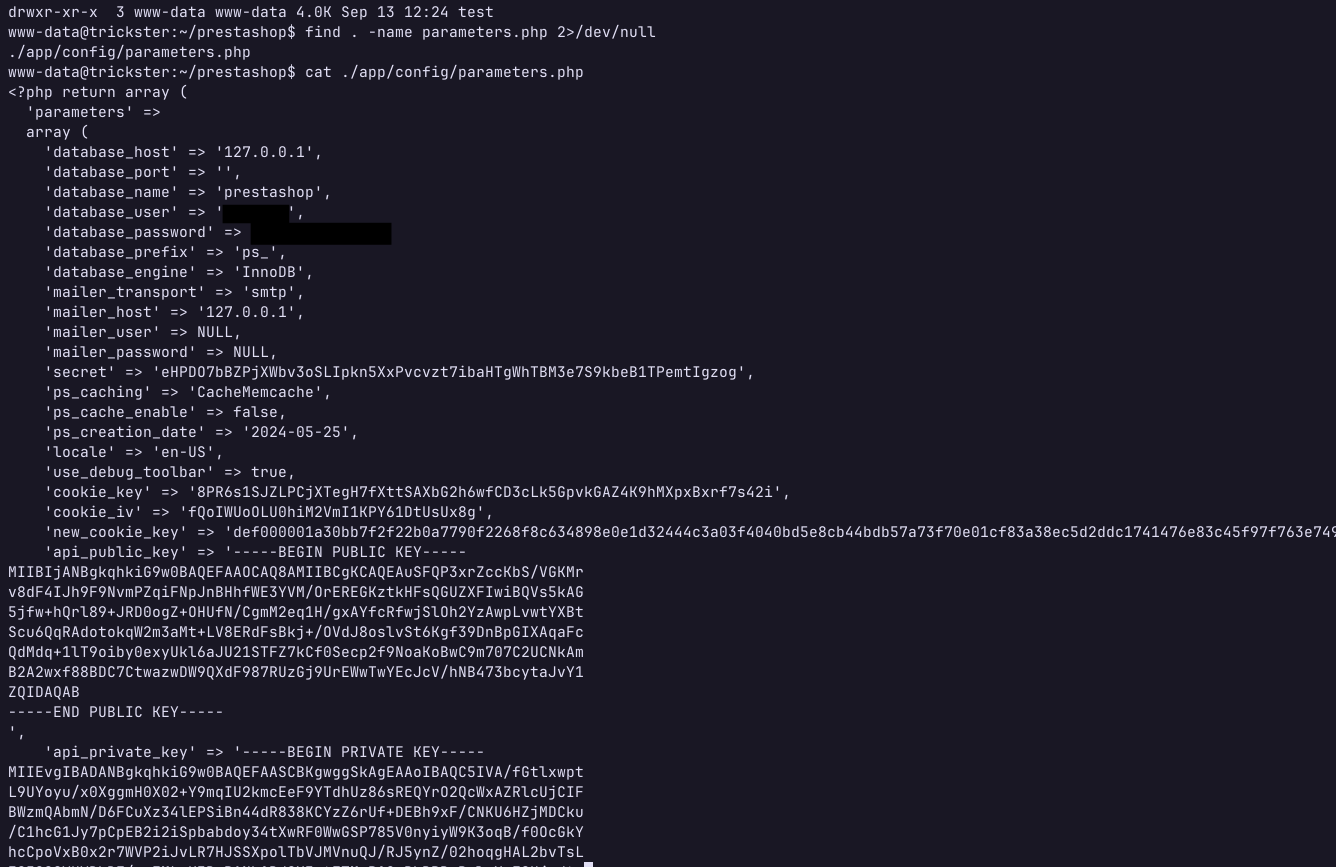 drwxr-xr-x  3 www-data www-data 4.0K Sep 13 12:24 test
www-data@trickster:~/prestashop$ find . -name parameters.php 2>/dev/null
./app/config/parameters.php
www-data@trickster:~/prestashop$ cat ./app/config/parameters.php
<?php return array (
  'parameters' =>
  array (
    'database_host' => '127.0.0.1',
    'database_port' => '',
    'database_name' => 'prestashop',
    'database_user' => '',
    'database_password' =>
    'database_prefix' => 'ps_',
    'database_engine' => 'InnoDB',
    'mailer_transport' => 'smtp',
    'mailer_host' => '127.0.0.1',
    'mailer_user' => NULL,
    'mailer_password' => NULL,
    'secret' => 'eHPDO7bBZPjXWbv3oSLIpkn5XxPvcvzt7ibaHTgWhTBM3e7S9kbeB1TPemtIgzog',
    'ps_caching' => 'CacheMemcache',
    'ps_cache_enable' => false,
    'ps_creation_date' => '2024-05-25',
    'locale' => 'en-US',
    'use_debug_toolbar' => true,
    'cookie_key' => '8PR6s1SJZLPCjXTegH7fXttSAXbG2h6wfCD3cLk5GpvkGAZ4K9hMXpxBxrf7s42i',
    'cookie_iv' => 'fQoIWUoOLU0hiM2VmI1KPY61DtUsUx8g',
    'new_cookie_key' => 'def000001a30bb7f2f22b0a7790f2268f8c634898e0e1d32444c3a03f4040bd5e8cb44bdb57a73f70e01cf83a38ec5d2ddc1741476e83c45f97f763e749
    'api_public_key' => '-----BEGIN PUBLIC KEY-----
MIIBIjANBgkqhkiG9w0BAQEFAAOCAQ8AMIIBCgKCAQEAuSFQP3xrZccKbS/VGKMr
v8dF4IJh9F9NvmPZqiFNpJnBHhfWE3YVM/OrEREGKztkHFsQGUZXFIwiBQVs5kAG
5jfw+hQrl89+JRD0ogZ+OHUfN/CgmM2eq1H/gxAYfcRfwjSlOh2YzAwpLvwtYXBt
Scu6QqRAdotokqW2m3aMt+LV8ERdFsBkj+/OVdJ8oslvSt6Kgf39DnBpGIXAqaFc
QdMdq+1lT9oiby0exyUkl6aJU21STFZ7kCf0Secp2f9NoaKoBwC9m707C2UCNkAm
B2A2wxf88BDC7CtwazwDW9QXdF987RUzGj9UrEWwTwYEcJcV/hNB473bcytaJvY1
ZQIDAQAB
-----END PUBLIC KEY-----
',
    'api_private_key' => '-----BEGIN PRIVATE KEY-----
MIIEvgIBADANBgkqhkiG9w0BAQEFAASCBKgwggSkAgEAAoIBAQC5IVA/fGtlxwpt
L9UYoyu/x0XggmH0X02+Y9mqIU2kmcEeF9YTdhUz86sREQYrO2QcWxAZRlcUjCIF
BWzmQAbmN/D6FCuXz34lEPSiBn44dR838KCYzZ6rUf+DEBh9xF/CNKU6HZjMDCku
/C1hcG1Jy7pCpEB2i2iSpbabdoy34tXwRF0WwGSP785V0nyiyW9K3oqB/f0OcGkY
hcCpoVxB0x2r7WVP2iJvLR7HJSSXpolTbVJMVnuQJ/RJ5ynZ/02hoqgHAL2bvTsL